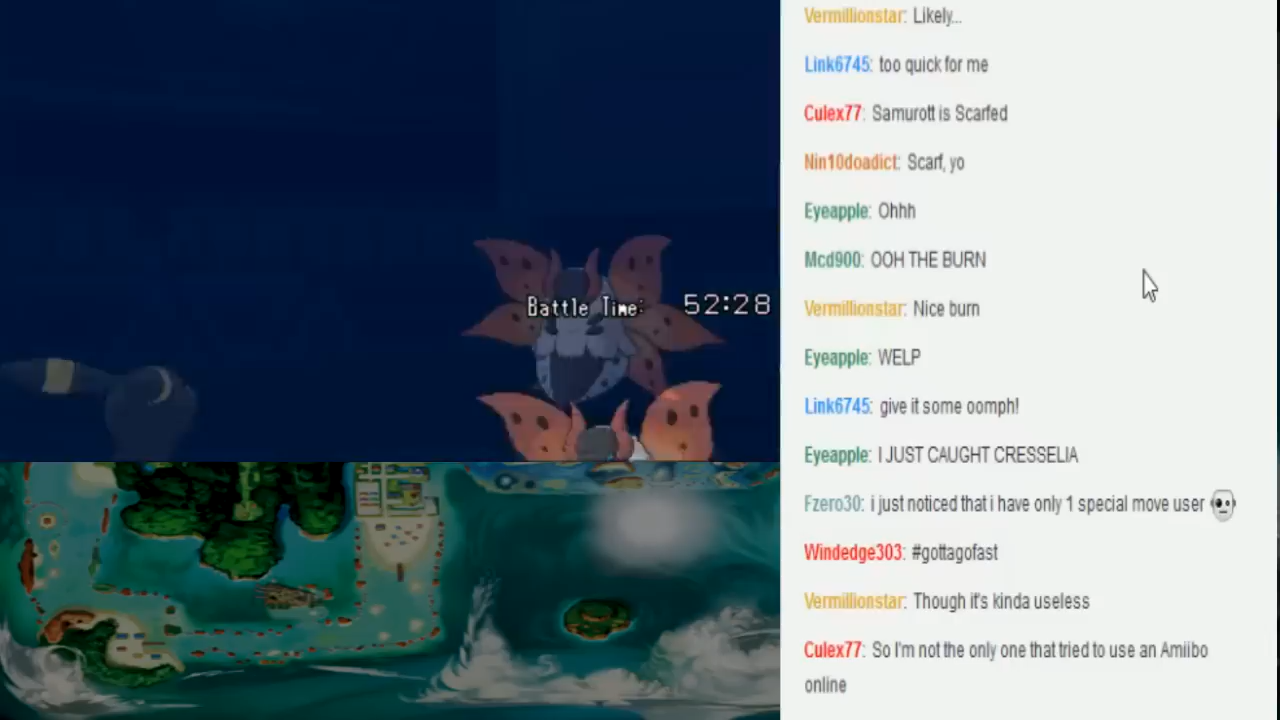 Battle Time: 52:28
Vermillionstar: Likely...
Link6745: too quick for me
Culex77: Samurott is Scarfed
Nin10doadict: Scarf, yo
Eyeapple: Ohhh
Mcd900: OOH THE BURN
Vermillionstar: Nice burn
Eyeapple: WELP
Link6745: give it some oomph!
Eyeapple: I JUST CAUGHT CRESSELIA
Fzero30: i just noticed that i have only 1 special move user
Windedge303: #gottagofast
Vermillionstar: Though it's kinda useless
Culex77: So I'm not the only one that tried to use an Amiibo
online